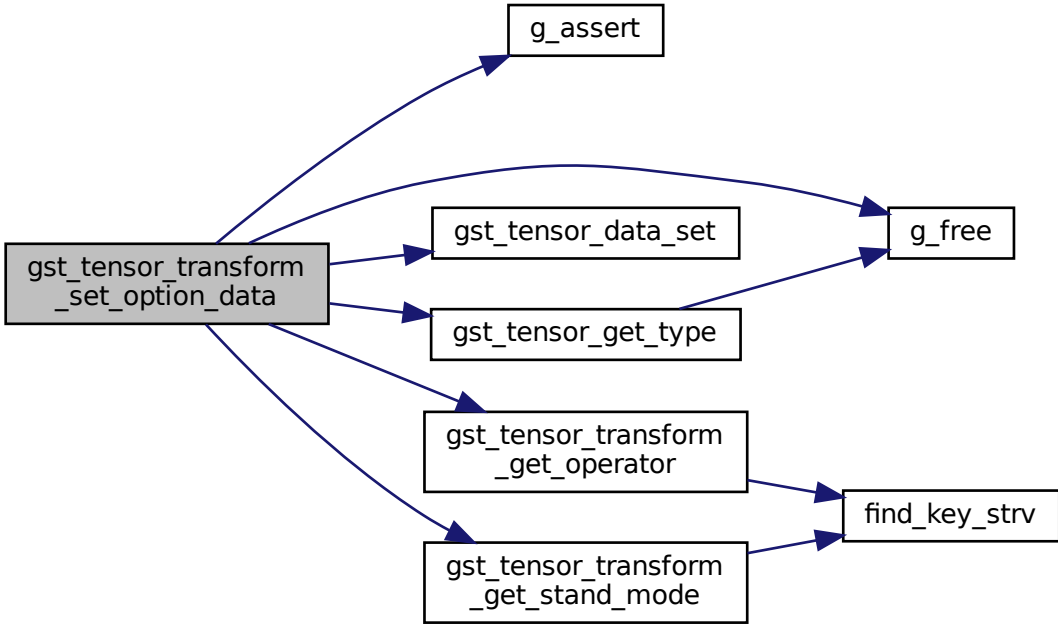 g_assert
gst_tensor_transform
_set_option_data
gst_tensor_data_set
g_free
gst_tensor_get_type
gst_tensor_transform
_get_operator
find_key_strv
gst_tensor_transform
_get_stand_mode